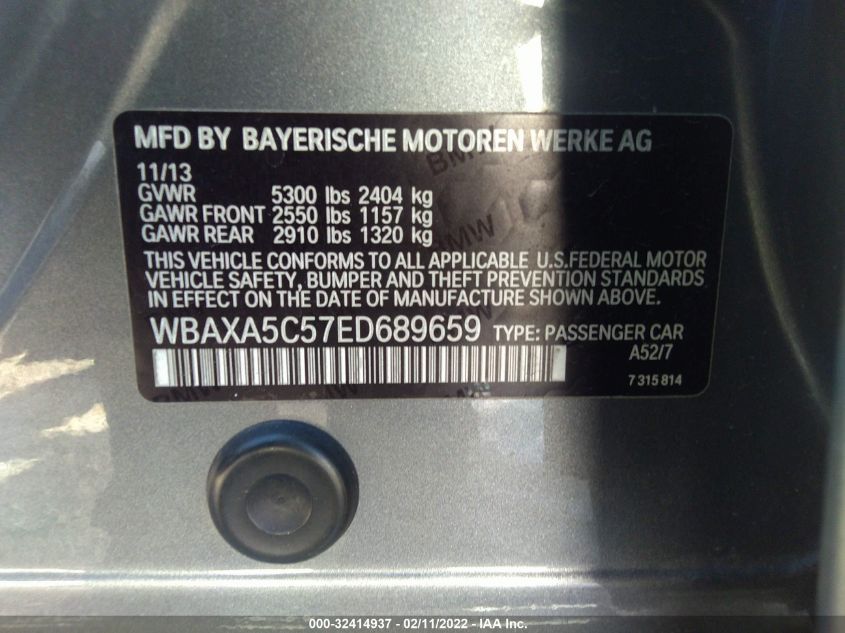 MFD BY BAYERISCHE MOTOREN WERKE AG
11/13
GVWR 5300 lbs 2404 kg
GAWR FRONT 2550 lbs 1157 kg
GAWR REAR 2910 lbs 1320 kg
THIS VEHICLE CONFORMS TO ALL APPLICABLE U.S.FEDERAL MOTOR
VEHICLE SAFETY, BUMPER AND THEFT PREVENTION STANDARDS
IN EFFECT ON THE DATE OF MANUFACTURE SHOWN ABOVE.
WBAXA5C57ED689659 TYPE: PASSENGER CAR
A52/7
7 315 814
BMW
BMW
BMW
000-32414937 - 02/11/2022 - IAA Inc.